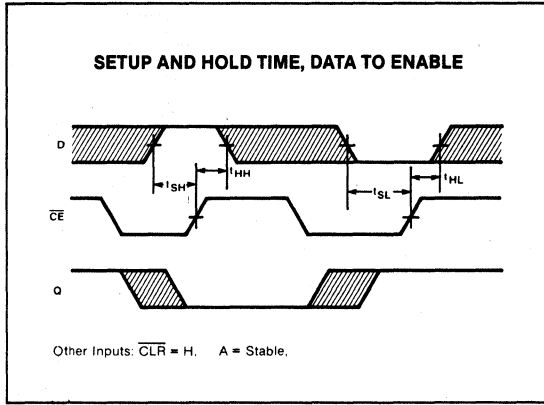 SETUP AND HOLD TIME, DATA TO ENABLE
D
tSH
tHH
tSL
tHL
CE
Q
Other Inputs: CLR = H, A = Stable,